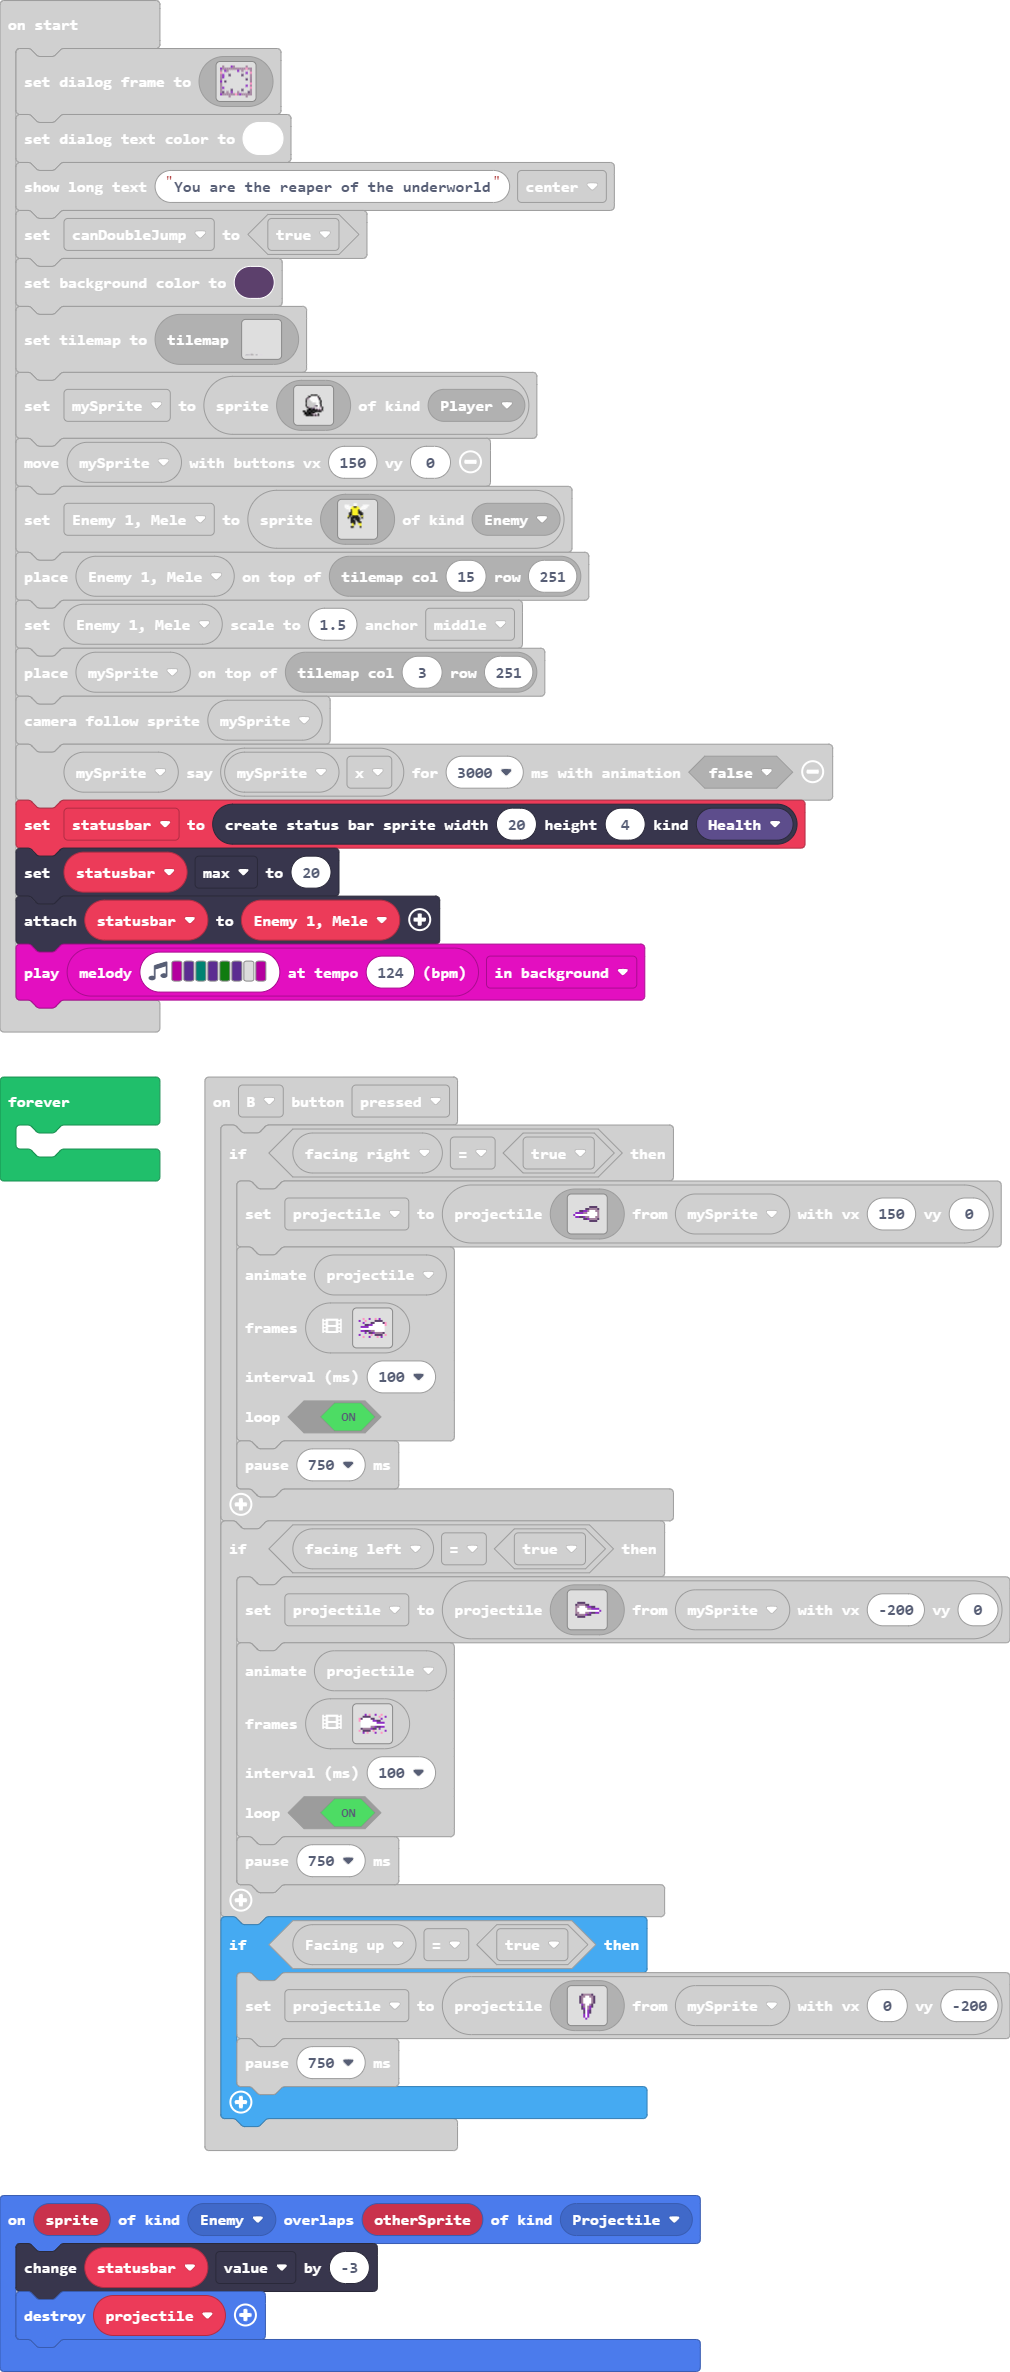 on start
set dialog frame to
set dialog text color to
show long text "You are the reaper of the underworld" center
set canDoubleJump to true
set background color to
set tilemap to tilemap
set mySprite to sprite of kind Player
move mySprite with buttons vx 150 vy 0
set Enemy 1, Mele to sprite of kind Enemy
place Enemy 1, Mele on top of tilemap col 15 row 251
set Enemy 1, Mele scale to 1.5 anchor middle
place mySprite on top of tilemap col 3 row 251
camera follow sprite mySprite
mySprite say mySprite x for 3000 ms with animation false
set statusbar to create status bar sprite width 20 height 4 kind Health
set statusbar max to 20
attach statusbar to Enemy 1, Mele
play melody at tempo 124 (bpm) in background
forever
on B button pressed
if facing right = true then
set projectile to projectile from mySprite with vx 150 vy 0
animate projectile
frames
interval (ms) 100
loop ON
pause 750 ms
if facing left = true then
set projectile to projectile from mySprite with vx -200 vy 0
animate projectile
frames
interval (ms) 100
loop ON
pause 750 ms
if Facing up = true then
set projectile to projectile from mySprite with vx 0 vy -200
pause 750 ms
on sprite of kind Enemy overlaps otherSprite of kind Projectile
change statusbar value by -3
destroy projectile